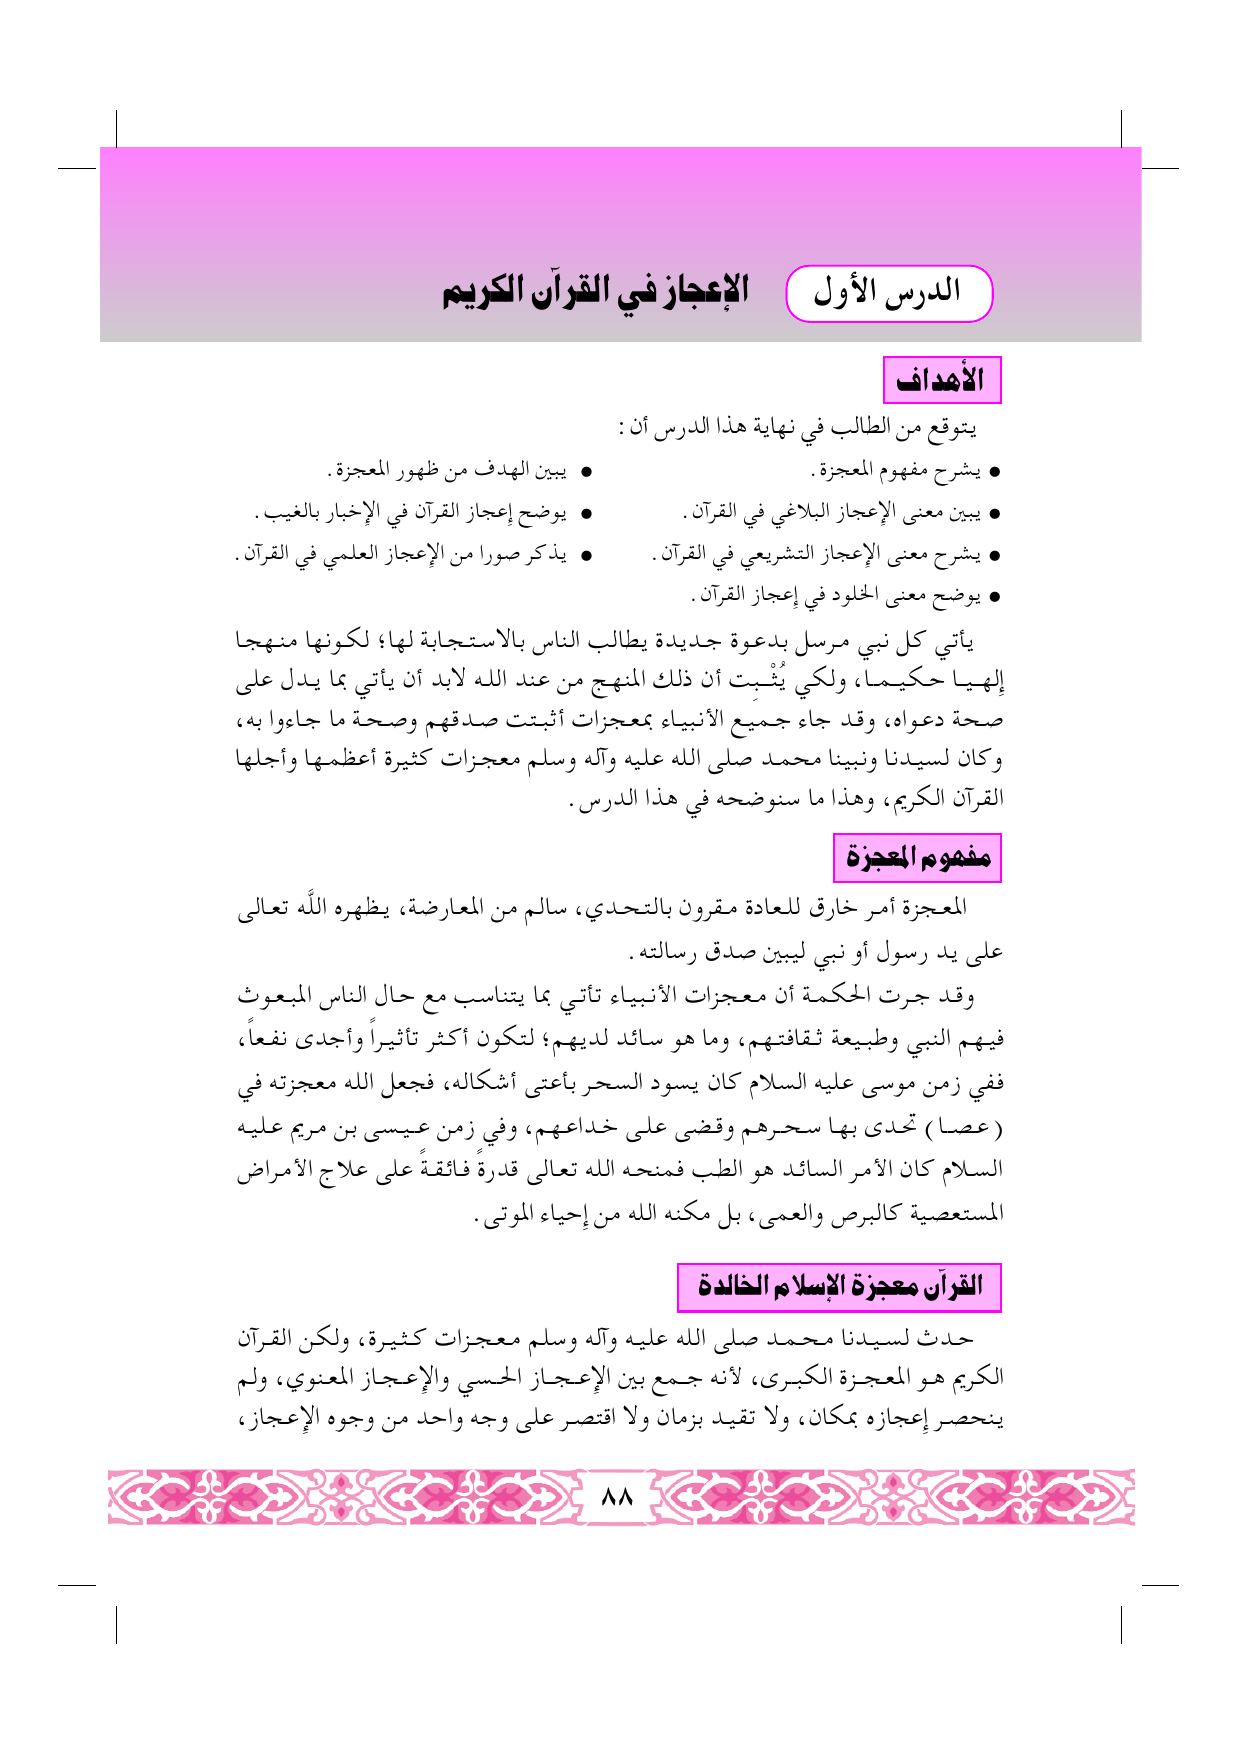 الدرس الأول
الإعجاز في القرآن الكريم
الأهداف
يتوقع من الطالب في نهاية هذا الدرس أن :
● يشرح مفهوم المعجزة .
● يبين الهدف من ظهور المعجزة .
● يبين معنى الإعجاز البلاغي في القرآن .
● يوضح إعجاز القرآن في الإخبار بالغيب .
● يشرح معنى الإعجاز التشريعي في القرآن .
● يذكر صورا من الإعجاز العلمي في القرآن .
● يوضح معنى الخلود في إعجاز القرآن .
يأتي كل نبي مرسل بدعوة جديدة يطالب الناس بالاستجابة لها؛ لكونها منهجا
إلهيا حكيما، ولكي يُثْبِت أن ذلك المنهج من عند الله لابد أن يأتي بما يدل على
صحة دعواه، وقد جاء جميع الأنبياء بمعجزات أثبتت صدقهم وصحة ما جاءوا به،
وكان لسيدنا ونبينا محمد صلى الله عليه وآله وسلم معجزات كثيرة أعظمها وأجلها
القرآن الكريم، وهذا ما سنوضحه في هذا الدرس .
مفهوم المعجزة
المعجزة أمر خارق للعادة مقرون بالتحدي، سالم من المعارضة، يظهره اللَّه تعالى
على يد رسول أو نبي ليبين صدق رسالته .
وقد جرت الحكمة أن معجزات الأنبياء تأتي بما يتناسب مع حال الناس المبعوث
فيهم النبي وطبيعة ثقافتهم، وما هو سائد لديهم؛ لتكون أكثر تأثيراً وأجدى نفعاً،
ففي زمن موسى عليه السلام كان يسود السحر بأعتى أشكاله، فجعل الله معجزته في
( عصا ) تحدى بها سحرهم وقضى على خداعهم، وفي زمن عيسى بن مريم عليه
السلام كان الأمر السائد هو الطب فمنحه الله تعالى قدرةً فائقةً على علاج الأمراض
المستعصية كالبرص والعمى، بل مكنه الله من إحياء الموتى .
القرآن معجزة الإسلام الخالدة
حدث لسيدنا محمد صلى الله عليه وآله وسلم معجزات كثيرة، ولكن القرآن
الكريم هو المعجزة الكبرى، لأنه جمع بين الإعجاز الحسي والإعجاز المعنوي، ولم
ينحصر إعجازه بمكان، ولا تقيد بزمان ولا اقتصر على وجه واحد من وجوه الإعجاز،
٨٨